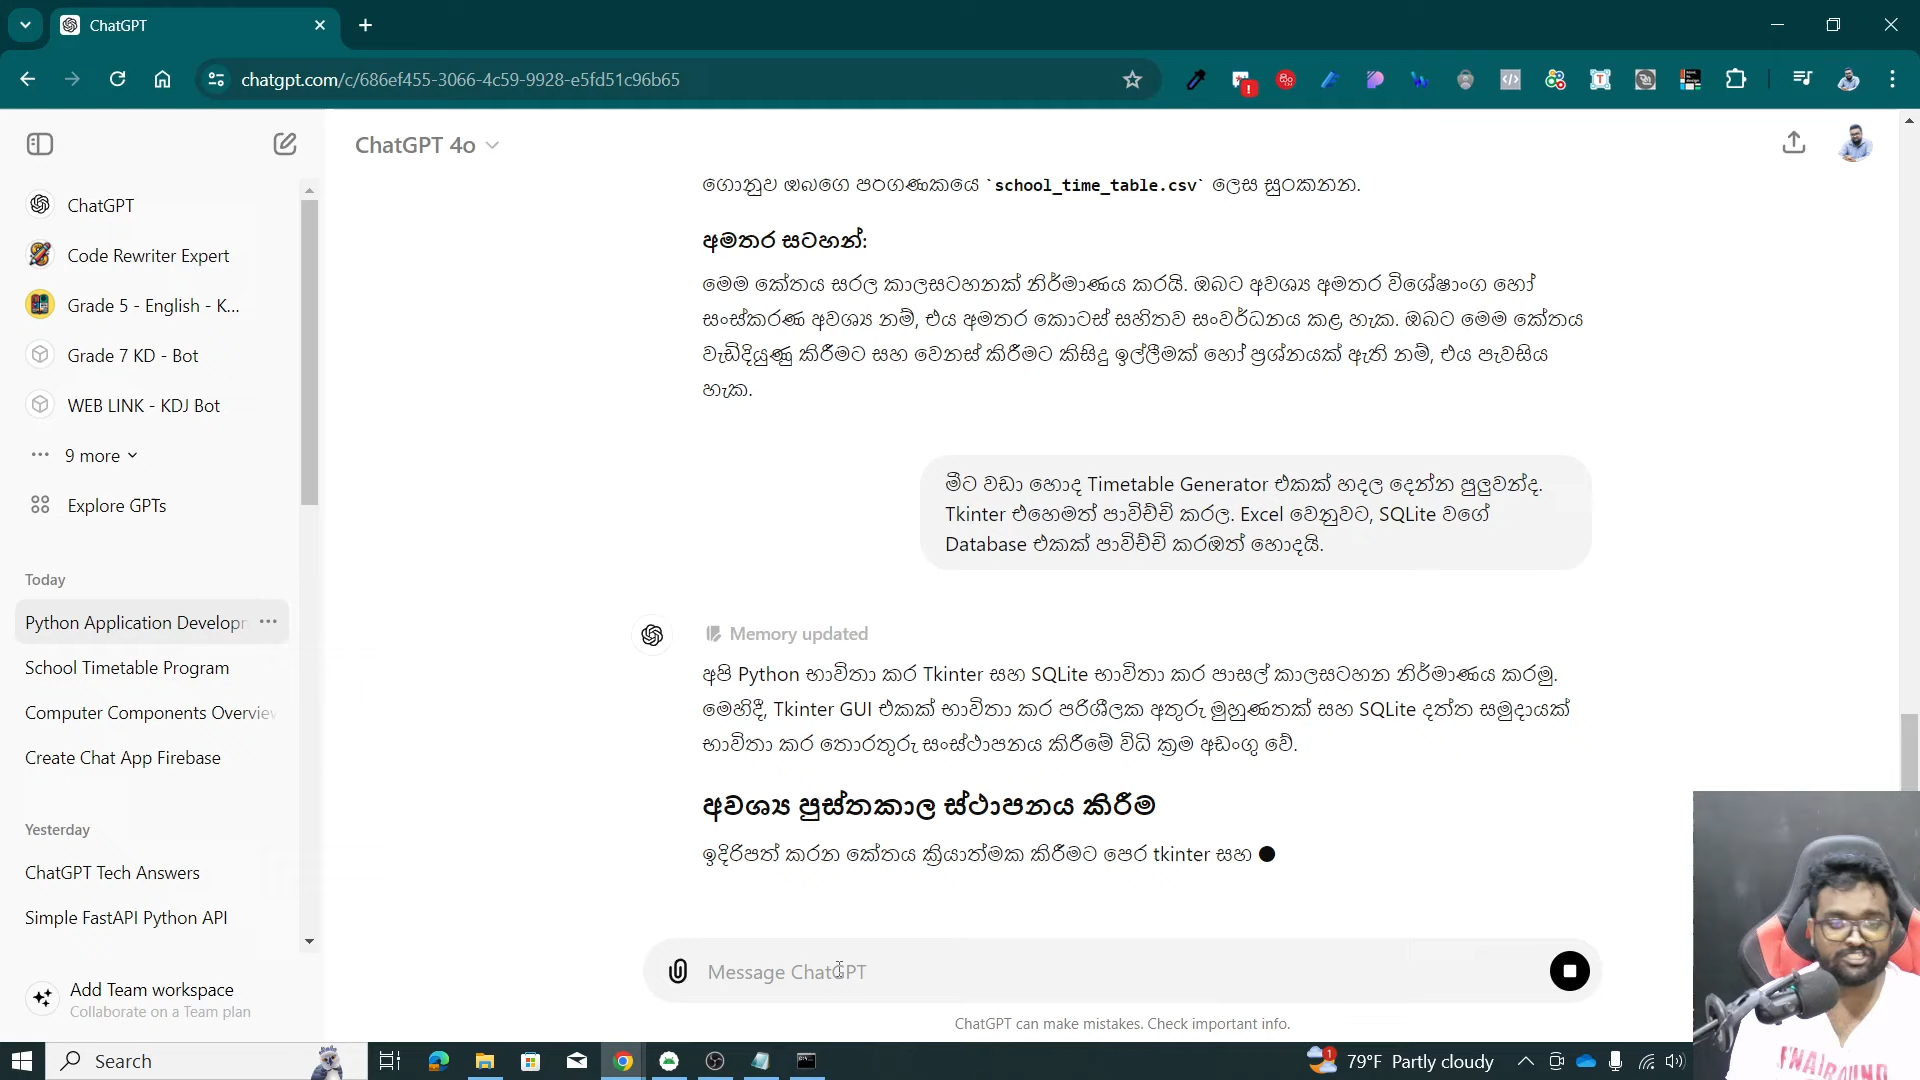 ChatGPT
chatgpt.com/c/686ef455-3066-4c59-9928-e5fd51c96b65
ChatGPT 4o
ChatGPT
Code Rewriter Expert
Grade 5 - English - K...
Grade 7 KD - Bot
WEB LINK - KDJ Bot
9 more
Explore GPTs
Today
Python Application Developm
School Timetable Program
Computer Components Overview
Create Chat App Firebase
Yesterday
ChatGPT Tech Answers
Simple FastAPI Python API
Add Team workspace
Collaborate on a Team plan
ගොනුව ඔබගෙ පරිගණකයෙ `school_time_table.csv` ලෙස සුරකිනන.
අමතර සටහන්:
මෙම කේතය සරල කාලසටහනක් නිර්මාණය කරයි. ඔබට අවශ්‍ය අමතර විශේෂාංග හෝ
සංස්කරණ අවශ්‍ය නම්, එය අමතර කොටස් සහිතව සංවර්ධනය කළ හැක. ඔබට මෙම කේතය
වැඩිදියුණු කිරීමට සහ වෙනස් කිරීමට කිසිදු ඉල්ලීමක් හෝ ප්‍රශ්නයක් ඇති නම්, එය පැවසිය
හැක.
මීට වඩා හොද Timetable Generator එකක් හදල දෙන්න පුලුවන්ද.
Tkinter එහෙමත් පාවිච්චි කරල. Excel වෙනුවට, SQLite වගේ
Database එකක් පාවිච්චි කරඔත් හොදයි.
Memory updated
අපි Python භාවිතා කර Tkinter සහ SQLite භාවිතා කර පාසල් කාලසටහන නිර්මාණය කරමු.
මෙහිදී, Tkinter GUI එකක් භාවිතා කර පරිශීලක අතුරු මුහුණතක් සහ SQLite දත්ත සමුදායක්
භාවිතා කර තොරතුරු සංස්ථාපනය කිරීමේ විධි ක්‍රම අඩංගු වේ.
අවශ්‍ය පුස්තකාල ස්ථාපනය කිරීම
ඉදිරිපත් කරන කේතය ක්‍රියාත්මක කිරීමට පෙර tkinter සහ
Message ChatGPT
ChatGPT can make mistakes. Check important info.
Search
79°F Partly cloudy